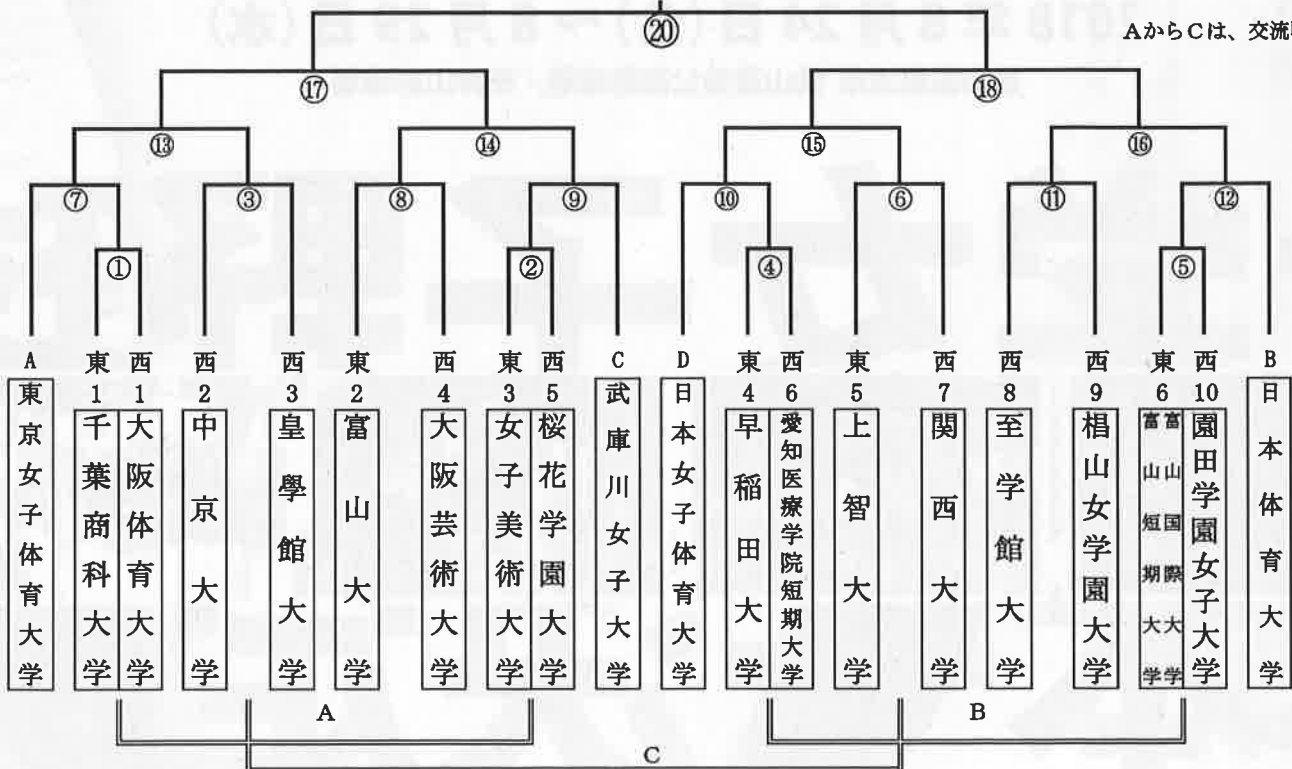 ⑳
AからCは、交流
⑰
⑱
⑬
⑭
⑮
⑯
⑦
③
⑧
⑨
⑩
⑥
⑪
⑫
①
②
④
⑤
A
東京女子体育大学
東1
千葉商科大学
西1
大阪体育大学
西2
中京大学
西3
皇學館大学
東2
富山大学
西4
大阪芸術大学
東3
女子美術大学
西5
桜花学園大学
C
武庫川女子大学
D
日本女子体育大学
東4
早稲田大学
西6
愛知医療学院短期大学
東5
上智大学
西7
関西大学
西8
至学館大学
西9
椙山女学園大学
東6
富山国際大学
富山短期大学
西10
園田学園女子大学
B
日本体育大学
A
B
C